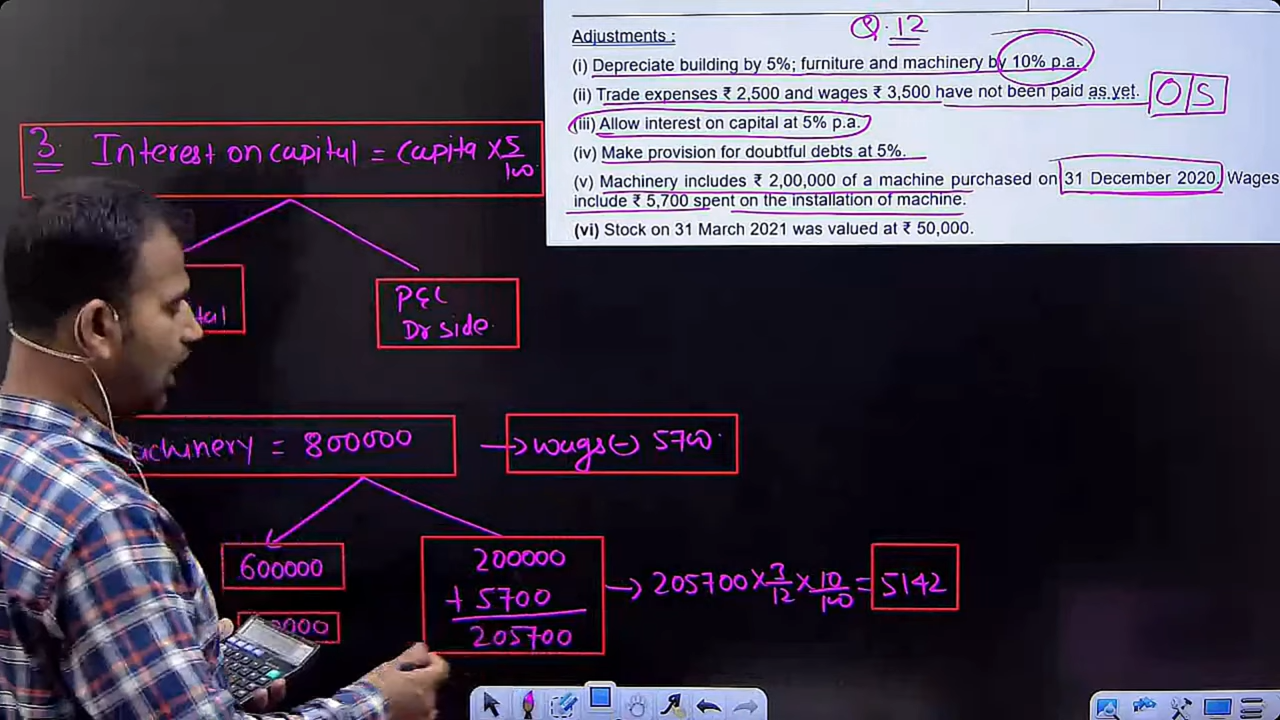 Q. 12
Adjustments :
(i) Depreciate building by 5%; furniture and machinery by 10% p.a.
(ii) Trade expenses ₹ 2,500 and wages ₹ 3,500 have not been paid as yet. O/S
(iii) Allow interest on capital at 5% p.a.
(iv) Make provision for doubtful debts at 5%.
(v) Machinery includes ₹ 2,00,000 of a machine purchased on 31 December 2020. Wages
include ₹ 5,700 spent on the installation of machine.
(vi) Stock on 31 March 2021 was valued at ₹ 50,000.
3. Interest on capital = capita × 5/100
P&L
Dr side
achinery = 800000 → wags(-) 5700
600000
200000
+ 5700
205700
→ 205700 × 3/12 × 10/100 = 5142